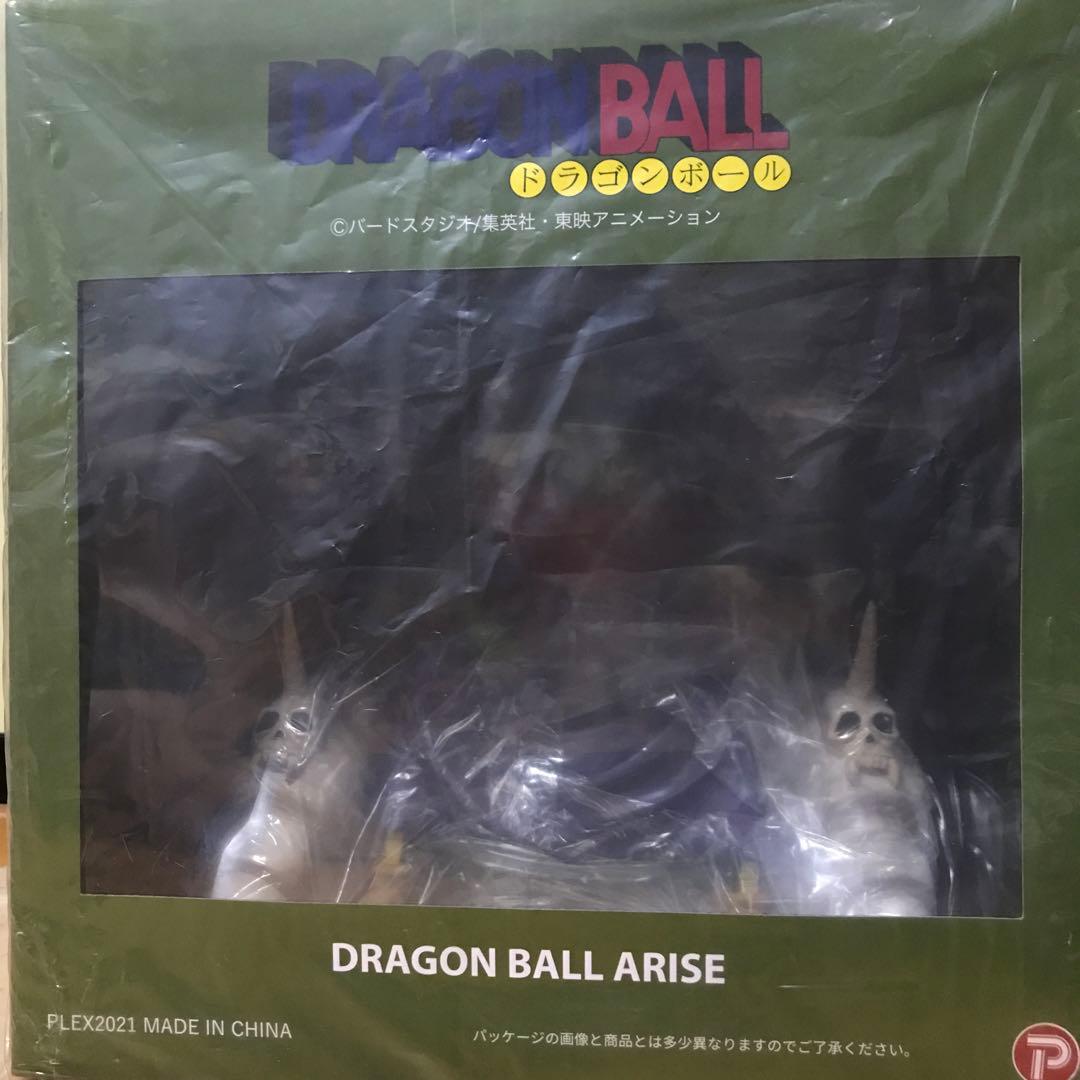 DRAGON BALL
ドラゴンボール
©バードスタジオ/集英社・東映アニメーション
DRAGON BALL ARISE
PLEX2021 MADE IN CHINA
パッケージの画像と商品とは多少異なりますのでご了承ください。
P